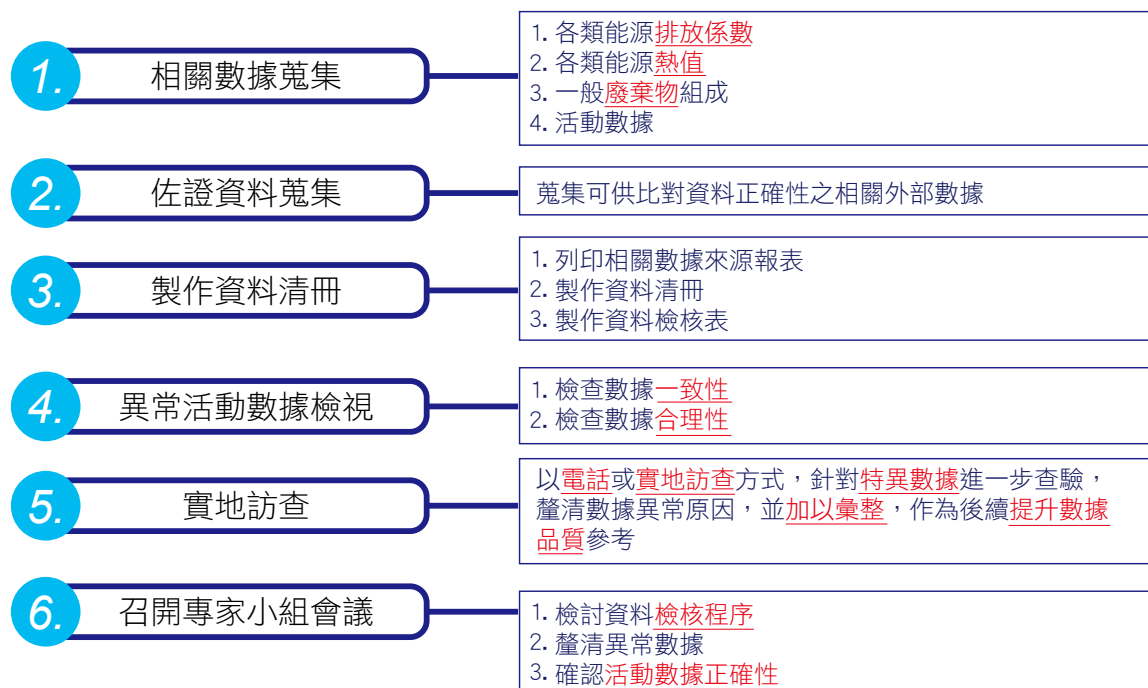 1.
相關數據蒐集
1. 各類能源排放係數
2. 各類能源熱值
3. 一般廢棄物組成
4. 活動數據
2.
佐證資料蒐集
蒐集可供比對資料正確性之相關外部數據
3.
製作資料清冊
1. 列印相關數據來源報表
2. 製作資料清冊
3. 製作資料檢核表
4.
異常活動數據檢視
1. 檢查數據一致性
2. 檢查數據合理性
5.
實地訪查
以電話或實地訪查方式，針對特異數據進一步查驗，
釐清數據異常原因，並加以彙整，作為後續提升數據
品質參考
6.
召開專家小組會議
1. 檢討資料檢核程序
2. 釐清異常數據
3. 確認活動數據正確性